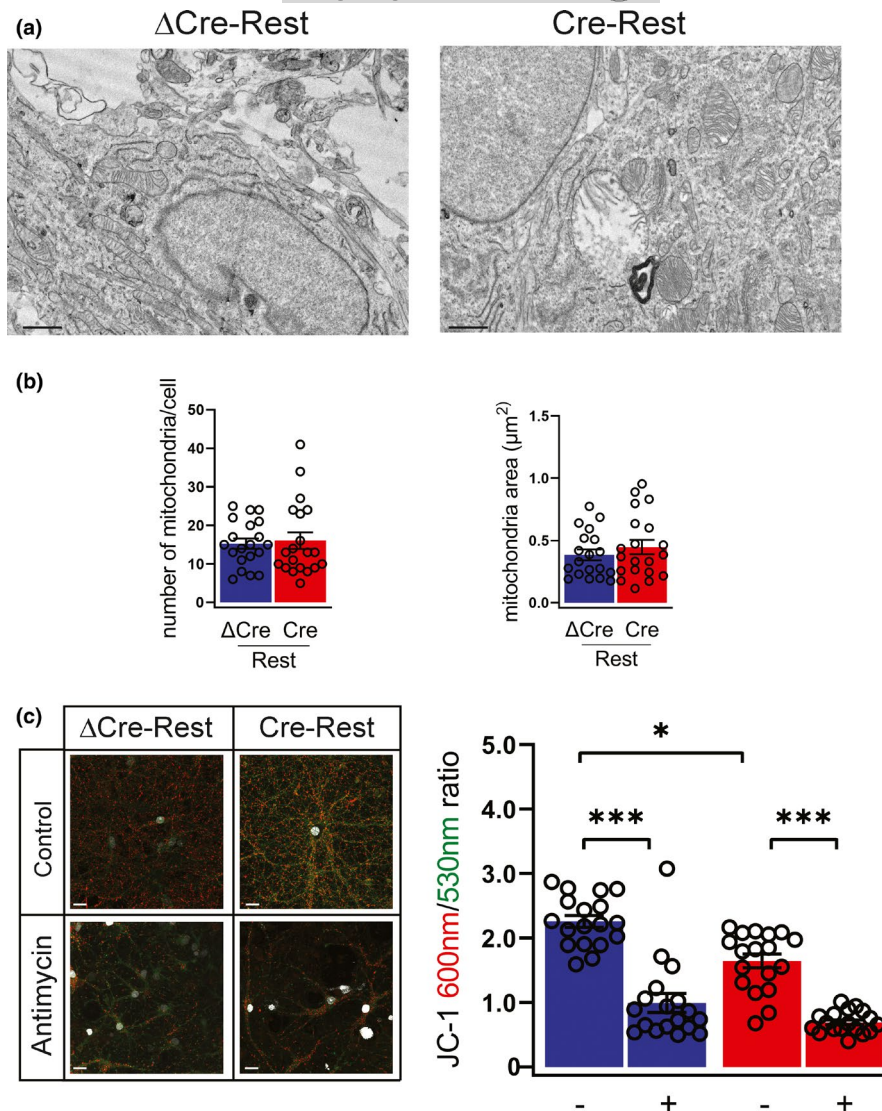 ΔCre-Rest
Cre-Rest
(a)
(b)
number of mitochondria/cell
50
40
30
20
10
0
ΔCre
Cre
Rest
mitochondria area (µm²)
1.5
1.0
0.5
0.0
ΔCre
Cre
Rest
(c)
ΔCre-Rest
Cre-Rest
Control
Antimycin
JC-1 600nm/530nm ratio
5.0
4.0
3.0
2.0
1.0
0
*
***
***
-
+
-
+